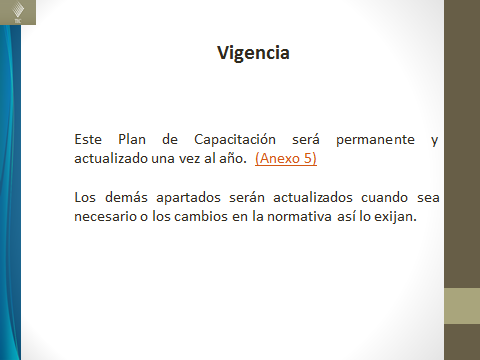 Vigencia
Este Plan de Capacitación será permanente y
actualizado una vez al año. (Anexo 5)
Los demás apartados serán actualizados cuando sea
necesario o los cambios en la normativa así lo exijan.